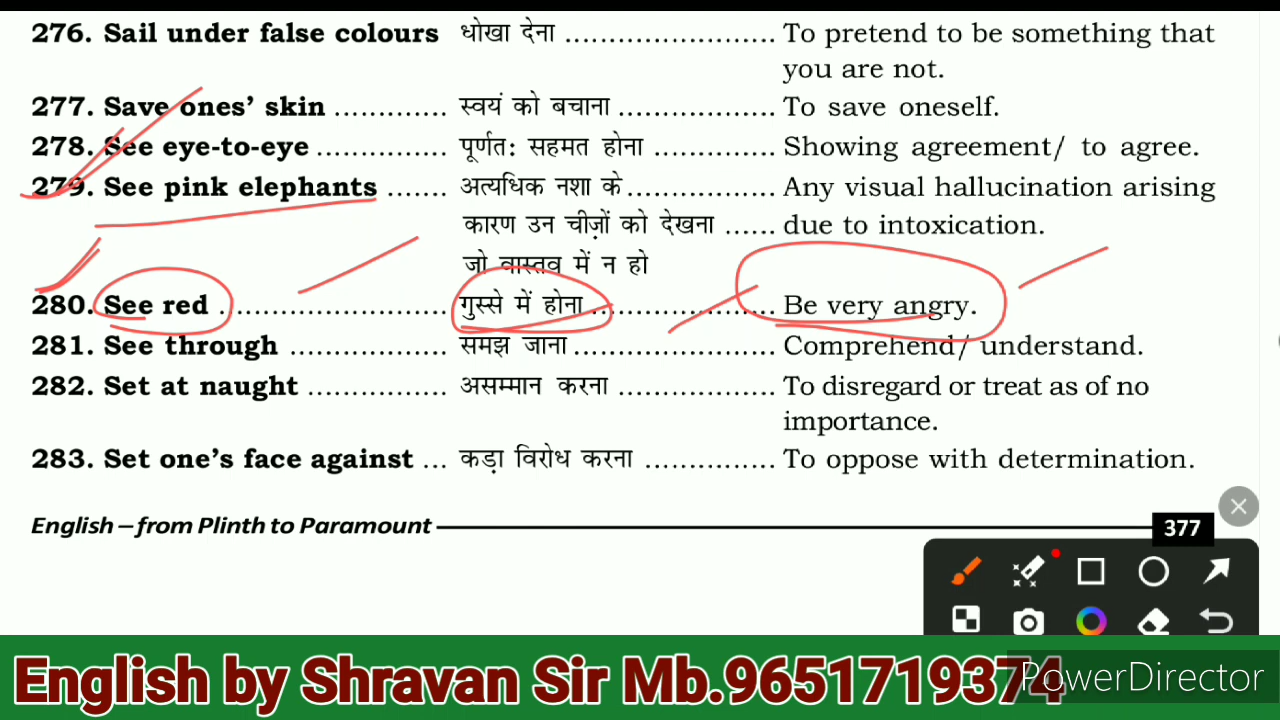 276. Sail under false colours धोखा देना ........................ To pretend to be something that
you are not.
277. Save ones’ skin ............. स्वयं को बचाना .................. To save oneself.
278. See eye-to-eye ............... पूर्णतः सहमत होना .............. Showing agreement/ to agree.
279. See pink elephants ....... अत्यधिक नशा के ................. Any visual hallucination arising
कारण उन चीज़ों को देखना ...... due to intoxication.
जो वास्तव में न हो
280. See red .......................... गुस्से में होना ...................... Be very angry.
281. See through .................. समझ जाना ....................... Comprehend/ understand.
282. Set at naught ................ असम्मान करना .................. To disregard or treat as of no
importance.
283. Set one’s face against ... कड़ा विरोध करना ............... To oppose with determination.
English – from Plinth to Paramount 377
English by Shravan Sir Mb.9651719374
PowerDirector